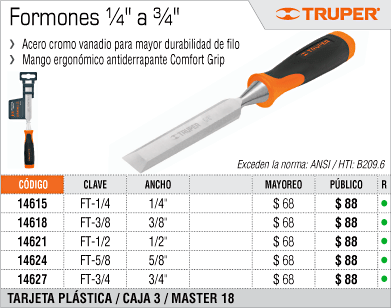 Formones ¼" a ¾"
TRUPER®
Acero cromo vanadio para mayor durabilidad de filo
Mango ergonómico antiderrapante Comfort Grip
TRUPER
Exceden la norma: ANSI / HTI: B209.6
CÓDIGO CLAVE ANCHO MAYOREO PÚBLICO R
14615 FT-1/4 1/4" $ 68 $ 88
14618 FT-3/8 3/8" $ 68 $ 88
14621 FT-1/2 1/2" $ 68 $ 88
14624 FT-5/8 5/8" $ 68 $ 88
14627 FT-3/4 3/4" $ 68 $ 88
TARJETA PLÁSTICA / CAJA 3 / MASTER 18